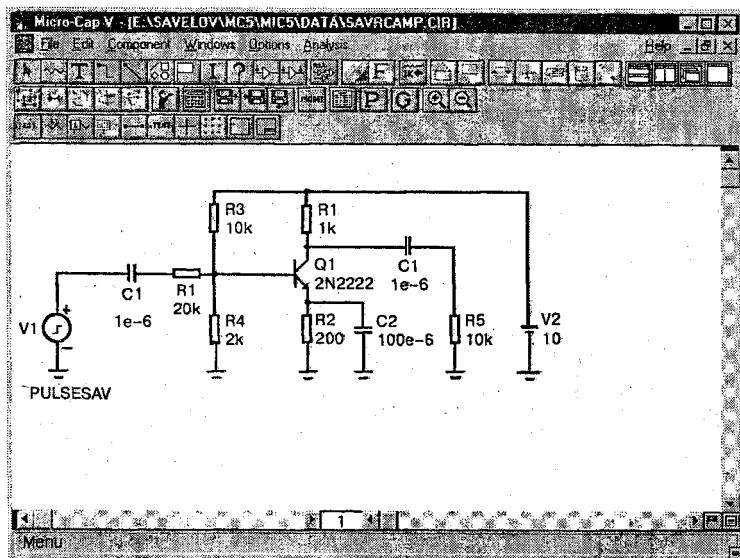 Micro-Cap V - [E:\SAVELOV\MC5\MIC5\DATA\SAVRCAMP.CIR]
File Edit Component Windows Options Analysis Help
T I ? F
P G
R3
10k
R1
1k
C1
1e-6
R1
20k
Q1
2N2222
C1
1e-6
V1
R4
2k
R2
200
C2
100e-6
R5
10k
V2
10
PULSESAV
1
Menu